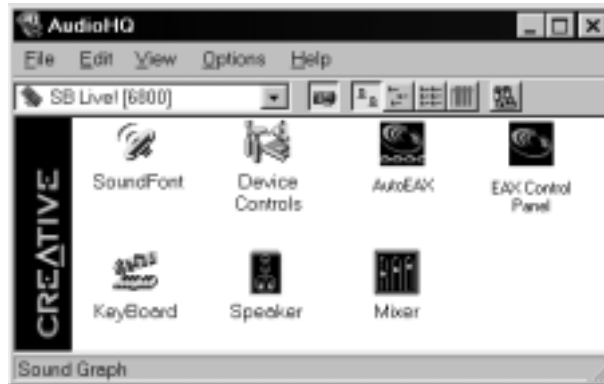 AudioHQ
File Edit View Options Help
SB Live! [6800]
CREATIVE
SoundFont
Device Controls
AutoEAX
EAX Control Panel
KeyBoard
Speaker
Mixer
Sound Graph